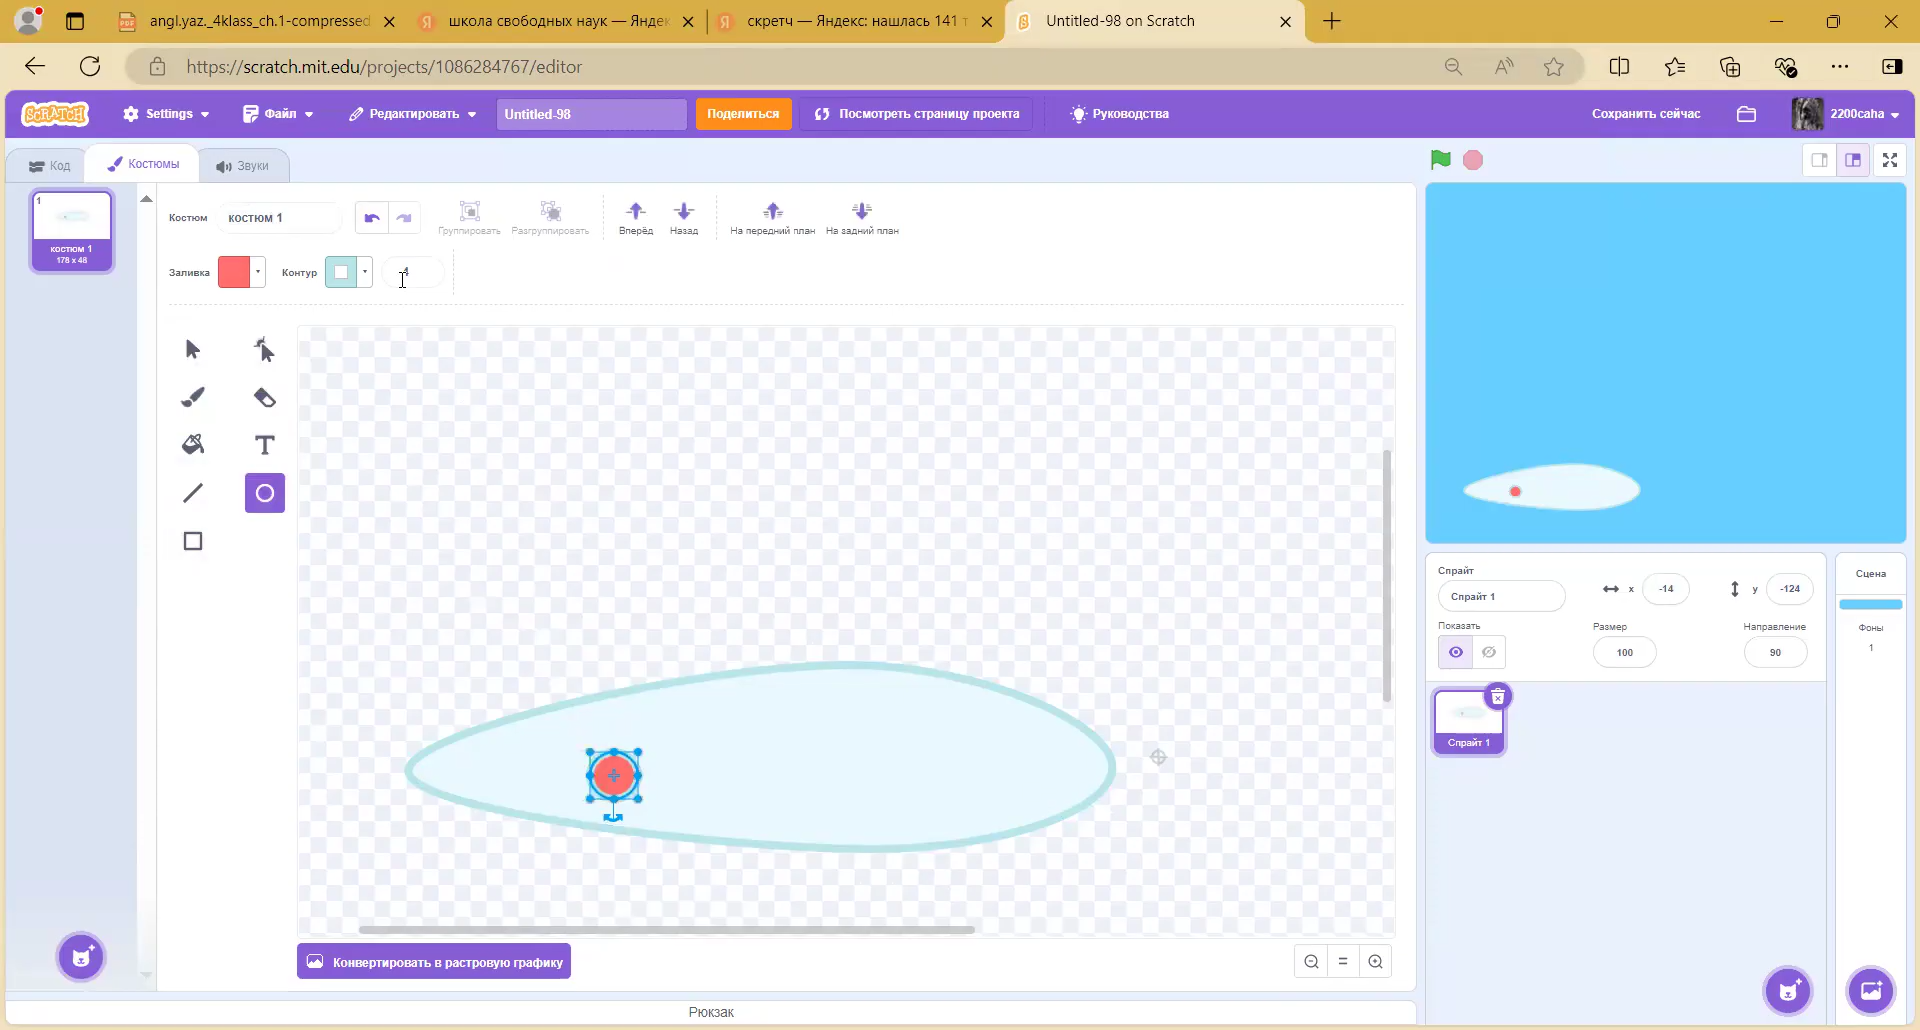 angl.yaz._4klass_ch.1-compressed
школа свободных наук — Яндек
скретч — Яндекс: нашлась 141 т
Untitled-98 on Scratch
https://scratch.mit.edu/projects/1086284767/editor
SCRATCH
Settings
Файл
Редактировать
Untitled-98
Поделиться
Посмотреть страницу проекта
Руководства
Сохранить сейчас
2200caha
Код
Костюмы
Звуки
1
костюм 1
178 x 48
Костюм
костюм 1
Группировать
Разгруппировать
Вперёд
Назад
На передний план
На задний план
Заливка
Контур
4
Конвертировать в растровую графику
Рюкзак
Спрайт
Спрайт 1
x
-14
y
-124
Показать
Размер
100
Направление
90
Спрайт 1
Сцена
Фоны
1